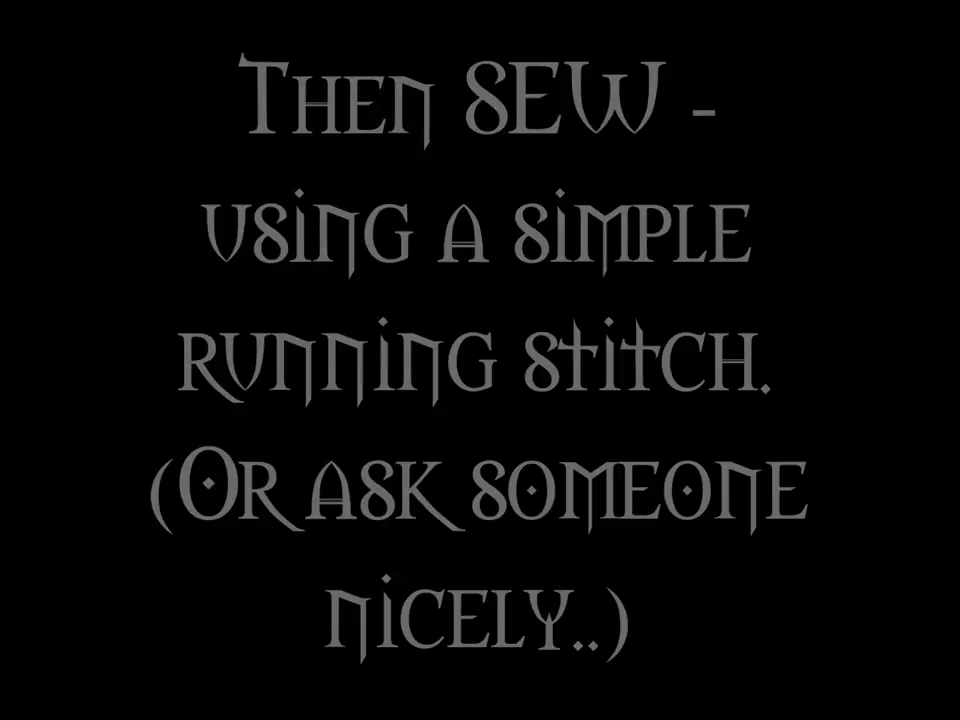 Then SEW -
using a simple
running stitch.
(Or ask someone
nicely..)